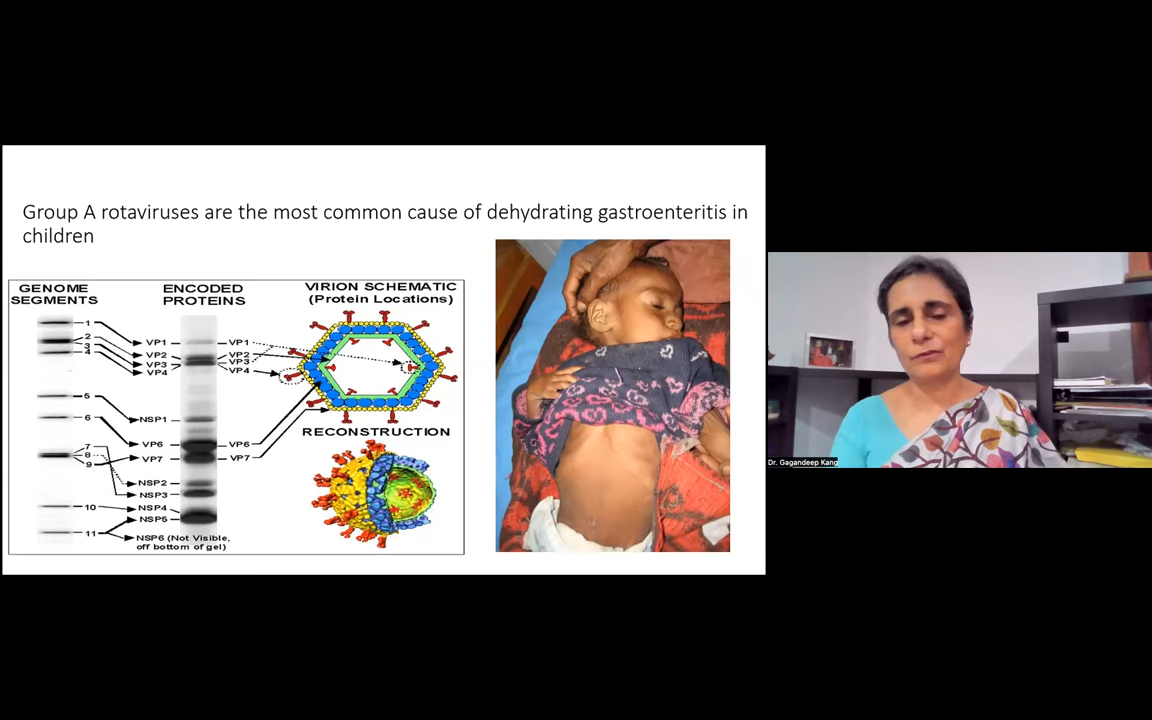 Group A rotaviruses are the most common cause of dehydrating gastroenteritis in
children
GENOME
SEGMENTS
ENCODED
PROTEINS
VIRION SCHEMATIC
(Protein Locations)
1
2
3
4
5
6
7
8
9
10
11
VP1
VP2
VP3
VP4
NSP1
VP6
VP7
NSP2
NSP3
NSP4
NSP5
NSP6 (Not Visible,
off bottom of gel)
VP1
VP2
VP3
VP4
VP6
VP7
RECONSTRUCTION
Dr. Gagandeep Kang